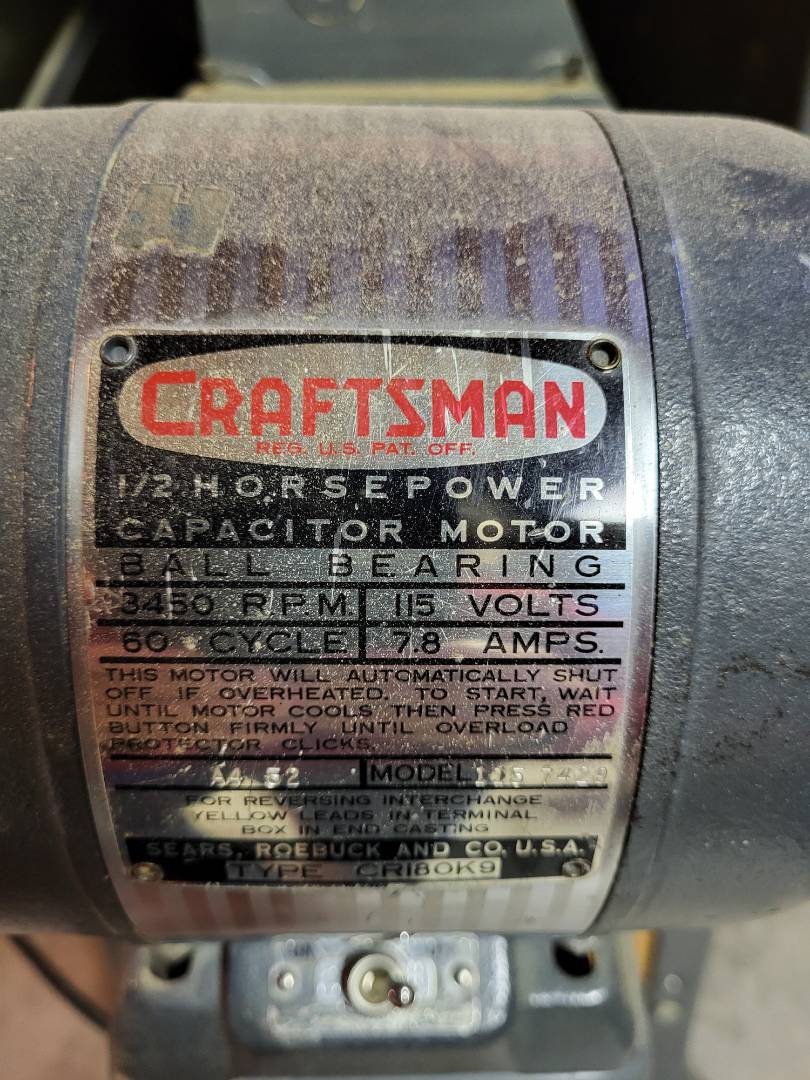 CRAFTSMAN
REG. U.S. PAT. OFF.
1/2 HORSEPOWER
CAPACITOR MOTOR
BALL BEARING
3450 R.P.M. 115 VOLTS
60 CYCLE 7.8 AMPS.
THIS MOTOR WILL AUTOMATICALLY SHUT
OFF IF OVERHEATED. TO START, WAIT
UNTIL MOTOR COOLS THEN PRESS RED
BUTTON FIRMLY UNTIL OVERLOAD
PROTECTOR CLICKS.
MODEL 115
FOR REVERSING INTERCHANGE
YELLOW LEADS IN TERMINAL
BOX IN END CASTING
SEARS, ROEBUCK AND CO. U.S.A.
TYPE CR180K9